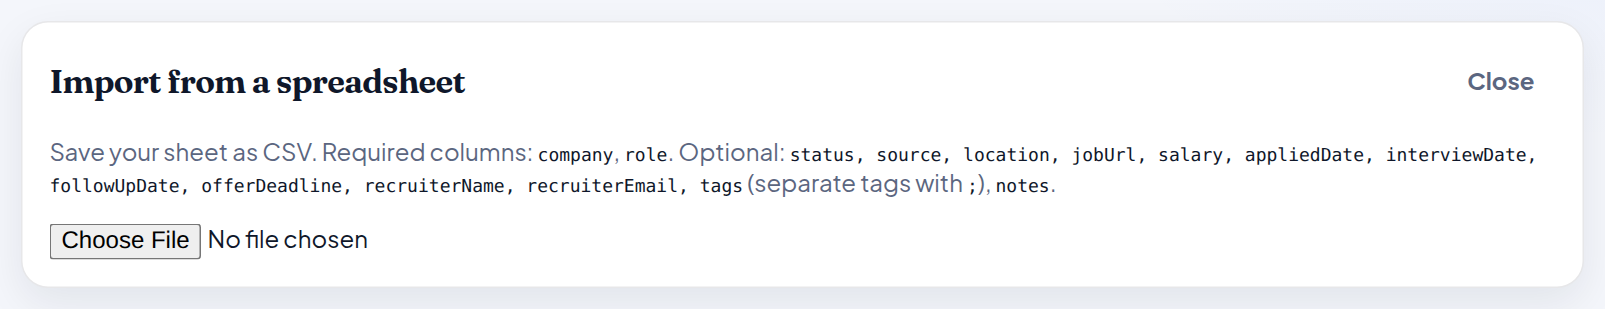 Import from a spreadsheet
Close
Save your sheet as CSV. Required columns: company, role. Optional: status, source, location, jobUrl, salary, appliedDate, interviewDate,
followUpDate, offerDeadline, recruiterName, recruiterEmail, tags (separate tags with ;), notes.
Choose File No file chosen